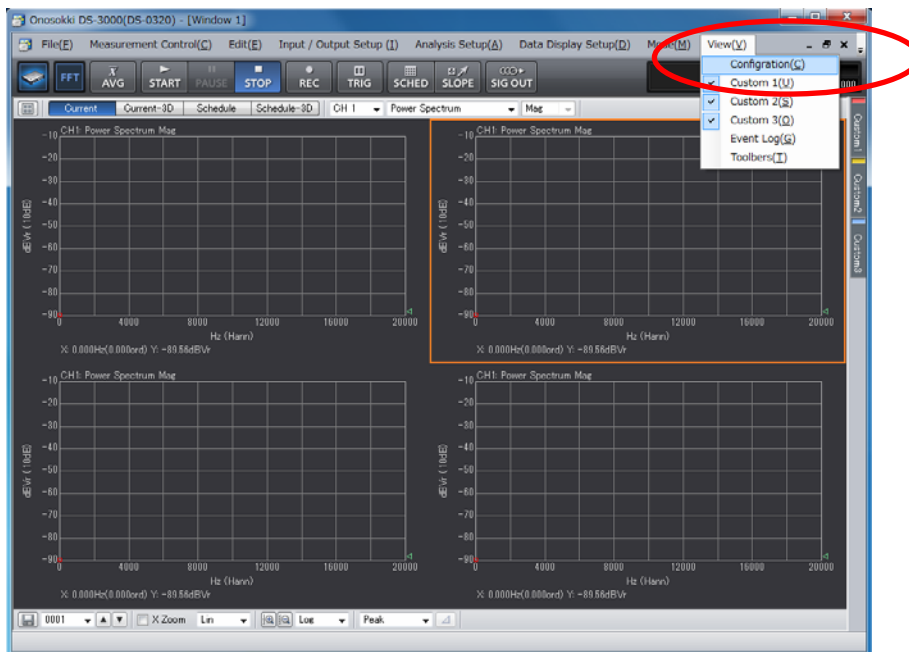 Onosokki DS-3000(DS-0320) - [Window 1]
File(E) Measurement Control(C) Edit(E) Input / Output Setup (I) Analysis Setup(A) Data Display Setup(D) (M) View(V)
FFT AVG START PAUSE STOP REC TRIG SCHED SLOPE SIG OUT
Configration(C)
Custom 1(U)
Custom 2(S)
Custom 3(O)
Event Log(G)
Toolbers(T)
Current Current-3D Schedule Schedule-3D CH 1 Power Spectrum Mag
Custom1
Custom2
Custom3
CH1: Power Spectrum Mag
-10
-20
-30
-40
-50
-60
-70
-80
-90
dBVr (10dB)
0 4000 8000 12000 16000 20000
Hz (Hann)
X: 0.000Hz(0.000ord) Y: -89.56dBVr
CH1: Power Spectrum Mag
-10
-20
-30
-40
-50
-60
-70
-80
-90
dBVr (10dB)
0 4000 8000 12000 16000 20000
Hz (Hann)
X: 0.000Hz(0.000ord) Y: -89.56dBVr
CH1: Power Spectrum Mag
-10
-20
-30
-40
-50
-60
-70
-80
-90
dBVr (10dB)
0 4000 8000 12000 16000 20000
Hz (Hann)
X: 0.000Hz(0.000ord) Y: -89.56dBVr
CH1: Power Spectrum Mag
-10
-20
-30
-40
-50
-60
-70
-80
-90
dBVr (10dB)
0 4000 8000 12000 16000 20000
Hz (Hann)
X: 0.000Hz(0.000ord) Y: -89.56dBVr
0001 X Zoom Lin Log Peak